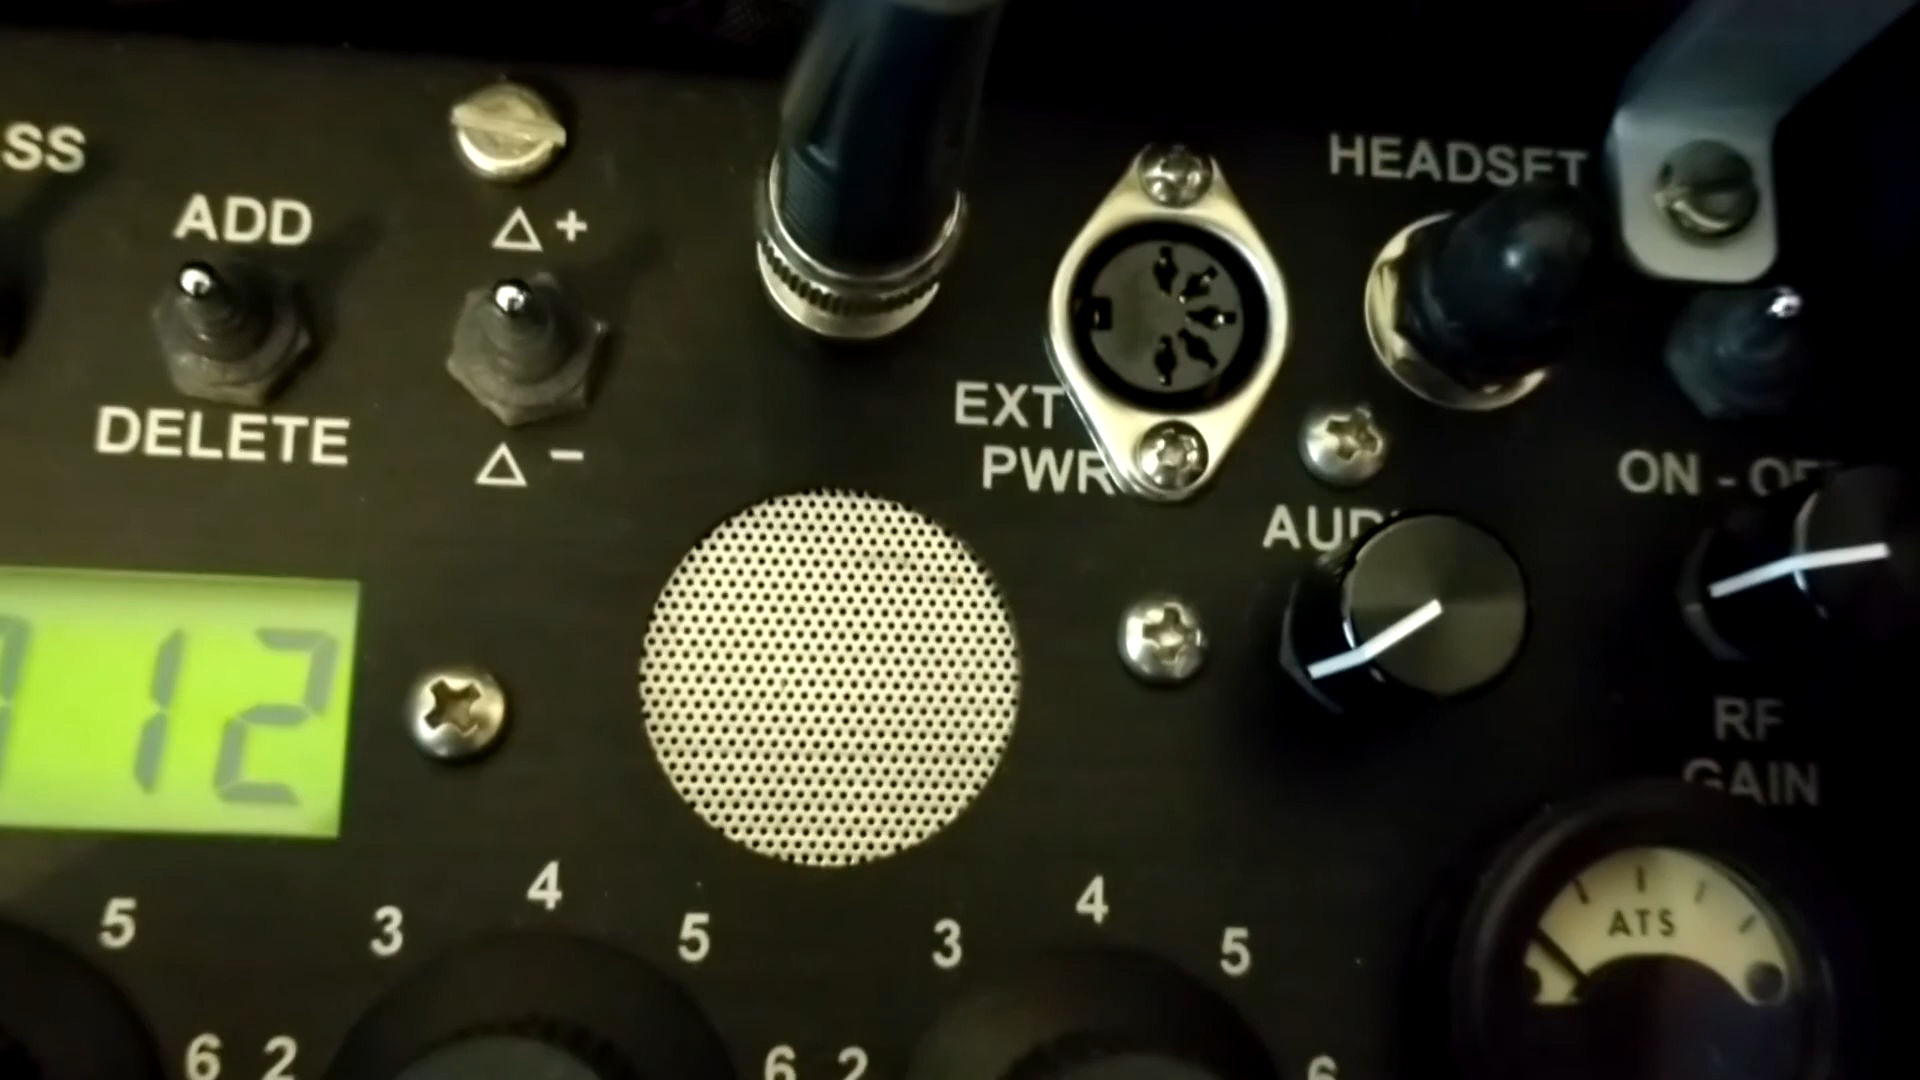 SS
ADD
DELETE
△ +
△ -
HEADSET
EXT
PWR
ON - OF
AUDI
RF
GAIN
12
ATS
5
3
4
5
3
4
5
6
2
6
2
6